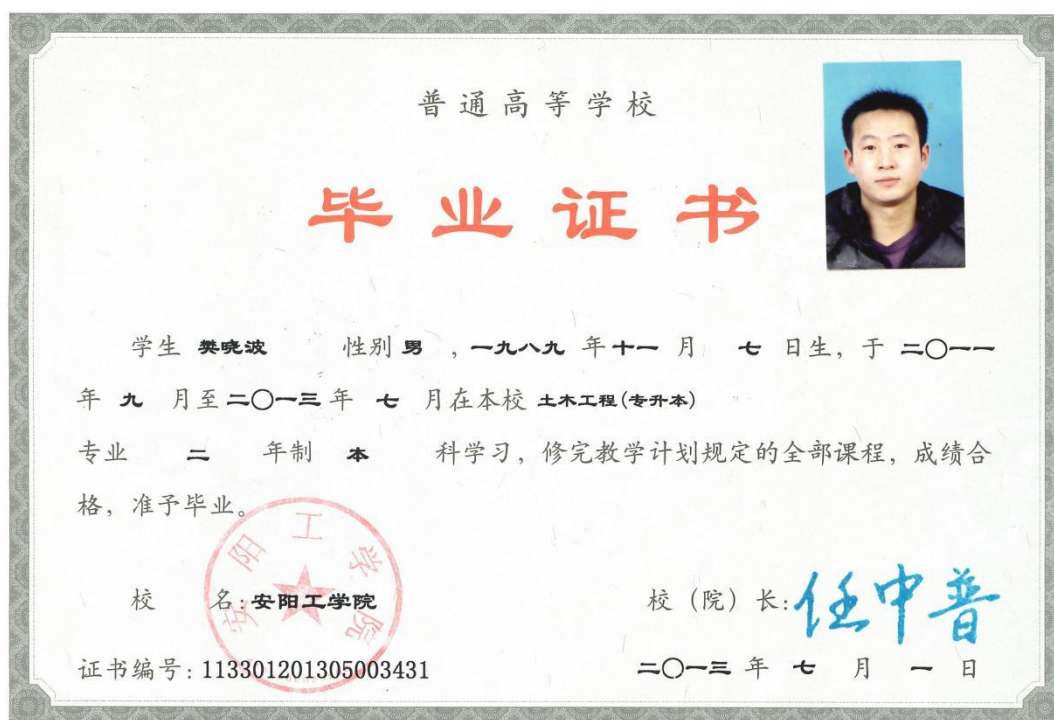 普通高等学校
毕业证书
学生 樊晓波 性别 男 ，一九八九 年 十一 月 七 日生，于 二〇一一
年 九 月至 二〇一三 年 七 月在本校 土木工程(专升本)
专业 二 年制 本 科学习，修完教学计划规定的全部课程，成绩合
格，准予毕业。
安阳工学院
校 名：安阳工学院
校（院）长：任中普
证书编号：113301201305003431
二〇一三 年 七 月 一 日